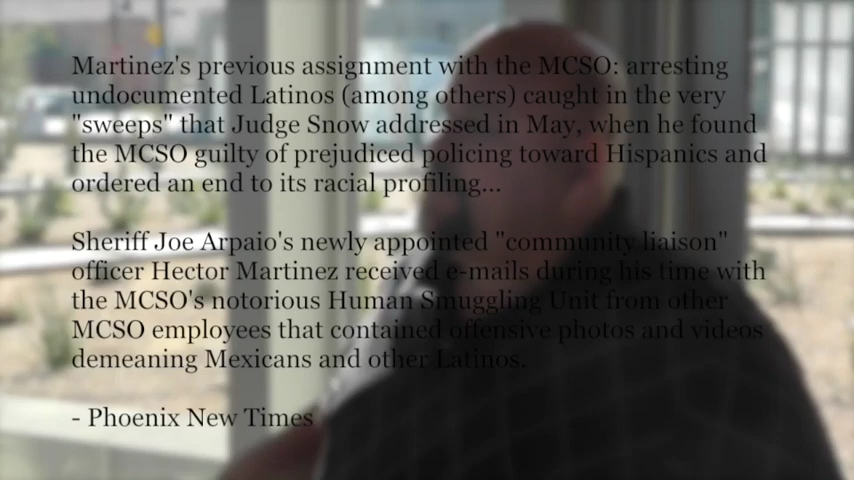 Martinez's previous assignment with the MCSO: arresting
undocumented Latinos (among others) caught in the very
"sweeps" that Judge Snow addressed in May, when he found
the MCSO guilty of prejudiced policing toward Hispanics and
ordered an end to its racial profiling...
Sheriff Joe Arpaio's newly appointed "community liaison"
officer Hector Martinez received e-mails during his time with
the MCSO's notorious Human Smuggling Unit from other
MCSO employees that contained offensive photos and videos
demeaning Mexicans and other Latinos.
- Phoenix New Times